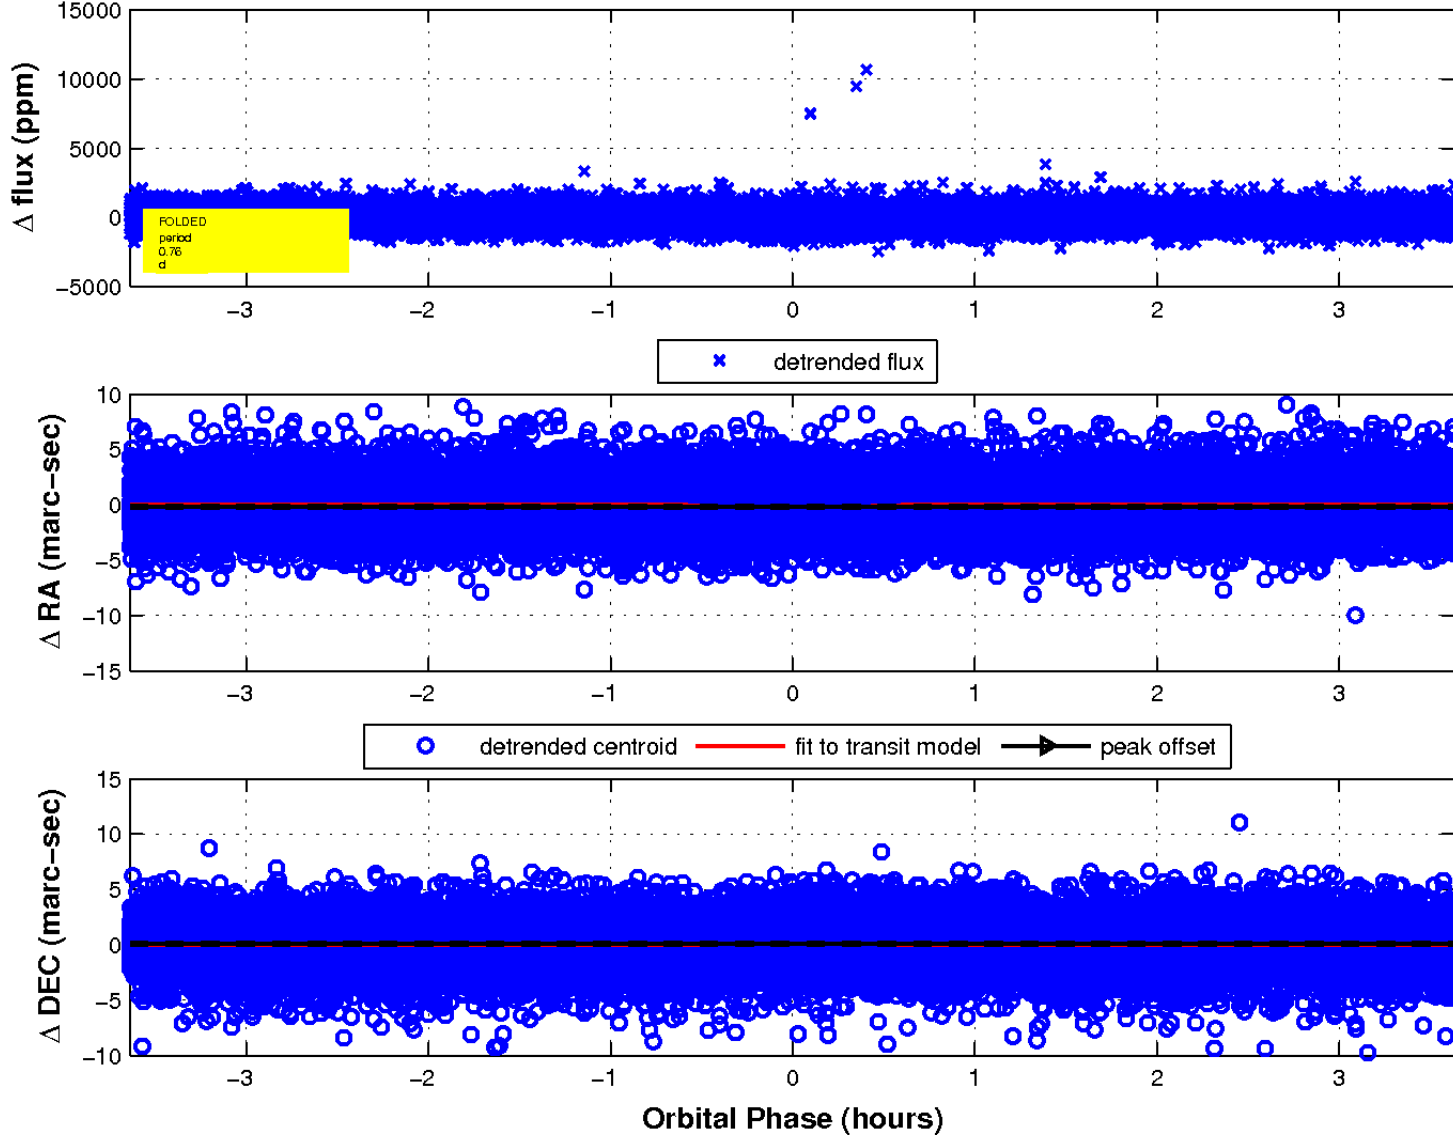 15000
10000
5000
0
−5000
Δ flux (ppm)
FOLDED
period
0.76
d
−3 −2 −1 0 1 2 3
detrended flux
10
5
0
−5
−10
−15
Δ RA (marc−sec)
−3 −2 −1 0 1 2 3
detrended centroid fit to transit model peak offset
15
10
5
0
−5
−10
Δ DEC (marc−sec)
−3 −2 −1 0 1 2 3
Orbital Phase (hours)